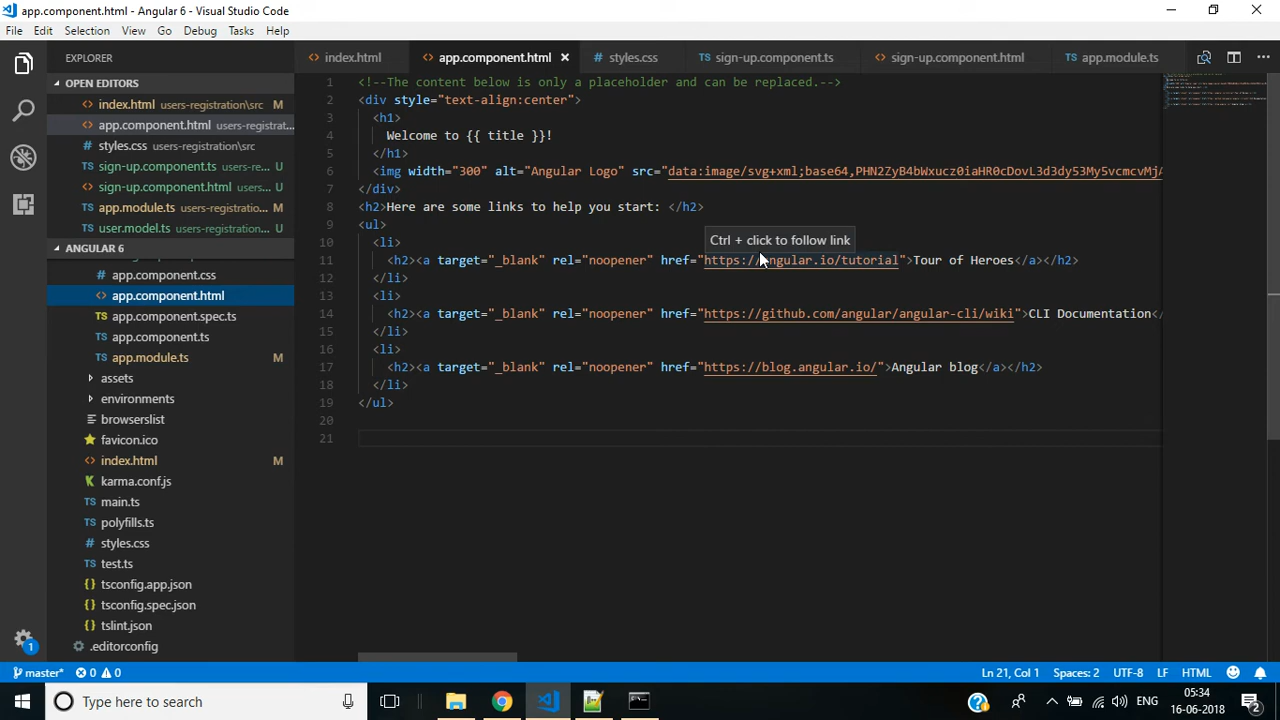 app.component.html - Angular 6 - Visual Studio Code
File Edit Selection View Go Debug Tasks Help
EXPLORER
index.html app.component.html styles.css sign-up.component.ts sign-up.component.html app.module.ts
OPEN EDITORS
index.html users-registration\src M
app.component.html users-registrat...
styles.css users-registration\src
sign-up.component.ts users-re... U
sign-up.component.html users... U
app.module.ts users-registratio... M
user.model.ts users-registration... U
ANGULAR 6
app.component.css
app.component.html
app.component.spec.ts
app.component.ts
app.module.ts M
assets
environments
browserslist
favicon.ico
index.html M
karma.conf.js
main.ts
polyfills.ts
styles.css
test.ts
tsconfig.app.json
tsconfig.spec.json
tslint.json
.editorconfig
1 <!--The content below is only a placeholder and can be replaced.-->
2 <div style="text-align:center">
3 <h1>
4 Welcome to {{ title }}!
5 </h1>
6 <img width="300" alt="Angular Logo" src="data:image/svg+xml;base64,PHN2ZyB4bWxucz0iaHR0cDovL3d3dy53My5vcmcvMjA
7 </div>
8 <h2>Here are some links to help you start: </h2>
9 <ul>
Ctrl + click to follow link
10 <li>
11 <h2><a target="_blank" rel="noopener" href="https://angular.io/tutorial">Tour of Heroes</a></h2>
12 </li>
13 <li>
14 <h2><a target="_blank" rel="noopener" href="https://github.com/angular/angular-cli/wiki">CLI Documentation</
15 </li>
16 <li>
17 <h2><a target="_blank" rel="noopener" href="https://blog.angular.io/">Angular blog</a></h2>
18 </li>
19 </ul>
20
21
1
master* 0 0 Ln 21, Col 1 Spaces: 2 UTF-8 LF HTML
Type here to search
ENG
05:34
16-06-2018
2